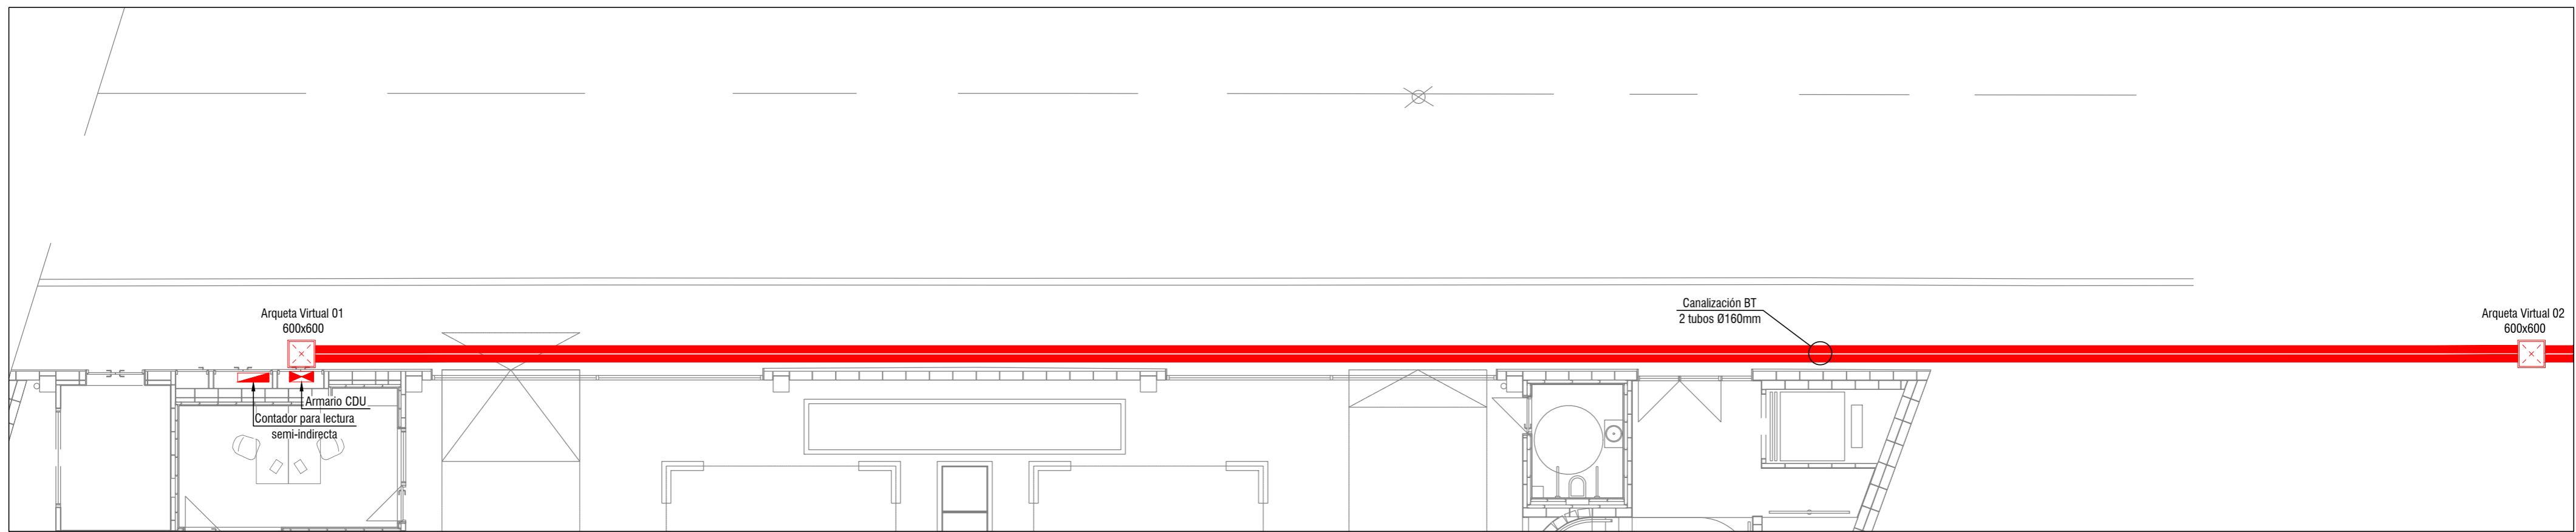 Arqueta Virtual 01
600x600
Armario CDU
Contador para lectura
semi-indirecta
Canalización BT
2 tubos Ø160mm
Arqueta Virtual 02
600x600